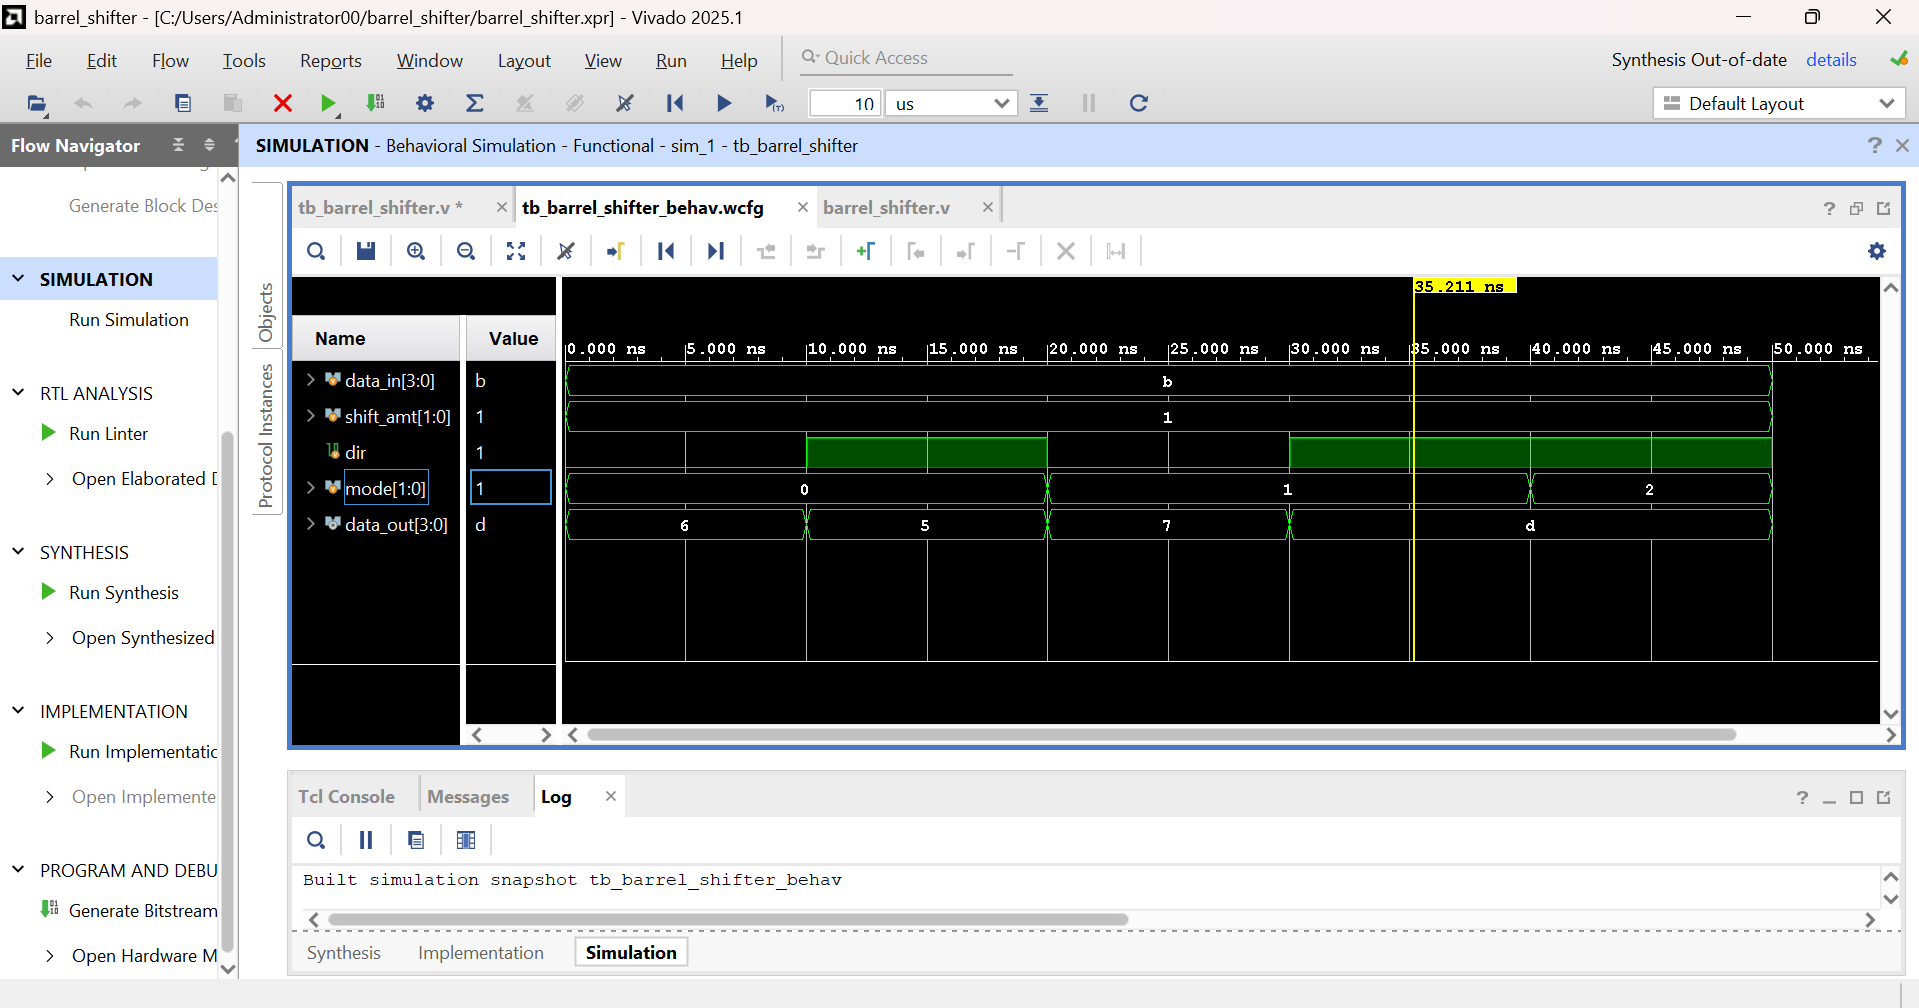 barrel_shifter - [C:/Users/Administrator00/barrel_shifter/barrel_shifter.xpr] - Vivado 2025.1
File Edit Flow Tools Reports Window Layout View Run Help Quick Access Synthesis Out-of-date details
10 us Default Layout
Flow Navigator
SIMULATION - Behavioral Simulation - Functional - sim_1 - tb_barrel_shifter
Generate Block Des
SIMULATION
Run Simulation
RTL ANALYSIS
Run Linter
Open Elaborated D
SYNTHESIS
Run Synthesis
Open Synthesized
IMPLEMENTATION
Run Implementatic
Open Implemente
PROGRAM AND DEBU
Generate Bitstream
Open Hardware M
Objects
Protocol Instances
tb_barrel_shifter.v * tb_barrel_shifter_behav.wcfg barrel_shifter.v
35.211 ns
Name Value
0.000 ns 5.000 ns 10.000 ns 15.000 ns 20.000 ns 25.000 ns 30.000 ns 35.000 ns 40.000 ns 45.000 ns 50.000 ns
data_in[3:0] b b
shift_amt[1:0] 1 1
dir 1
mode[1:0] 1 0 1 2
data_out[3:0] d 6 5 7 d
Tcl Console Messages Log
Built simulation snapshot tb_barrel_shifter_behav
Synthesis Implementation Simulation